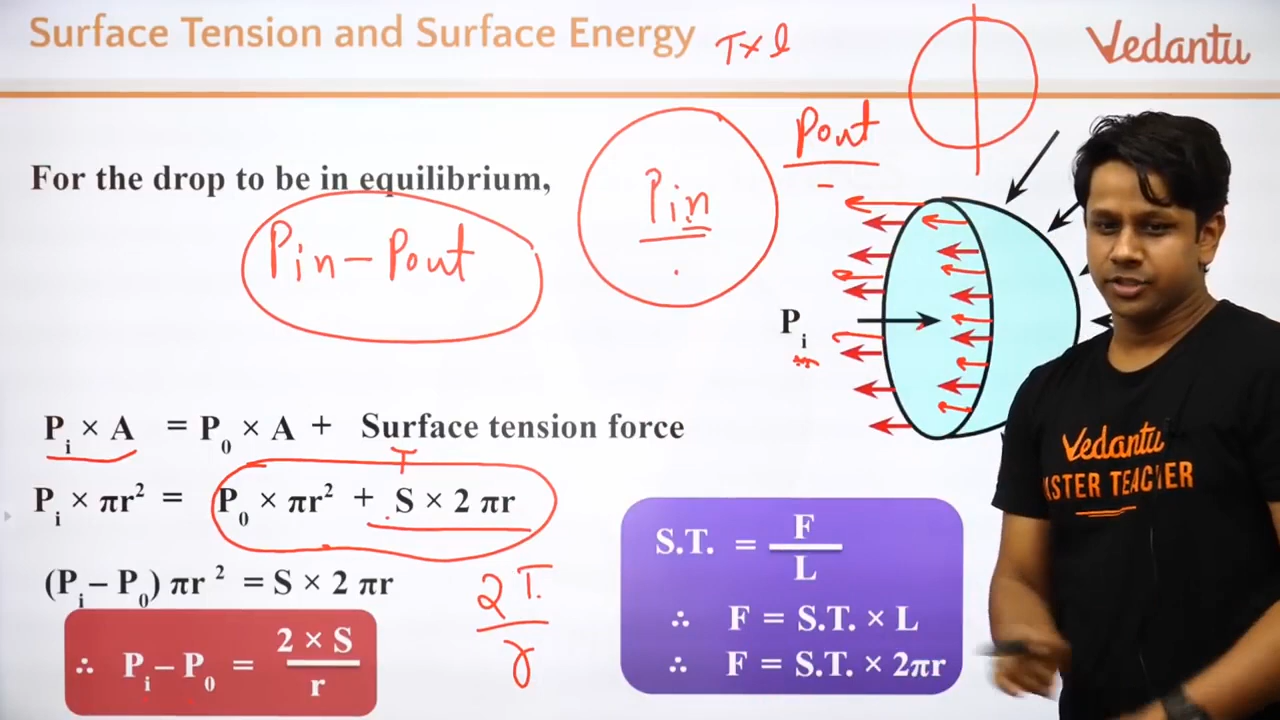 Surface Tension and Surface Energy
T×l
Vedantu
Pout
For the drop to be in equilibrium,
Pin
Pin - Pout
Pi
Pi × A = P0 × A + Surface tension force
T
Pi × πr² = P0 × πr² + S × 2 πr
(Pi – P0) πr² = S × 2 πr
2T
r
∴ Pi – P0 = 2 × S
r
S.T. = F
L
∴ F = S.T. × L
∴ F = S.T. × 2πr
Vedantu